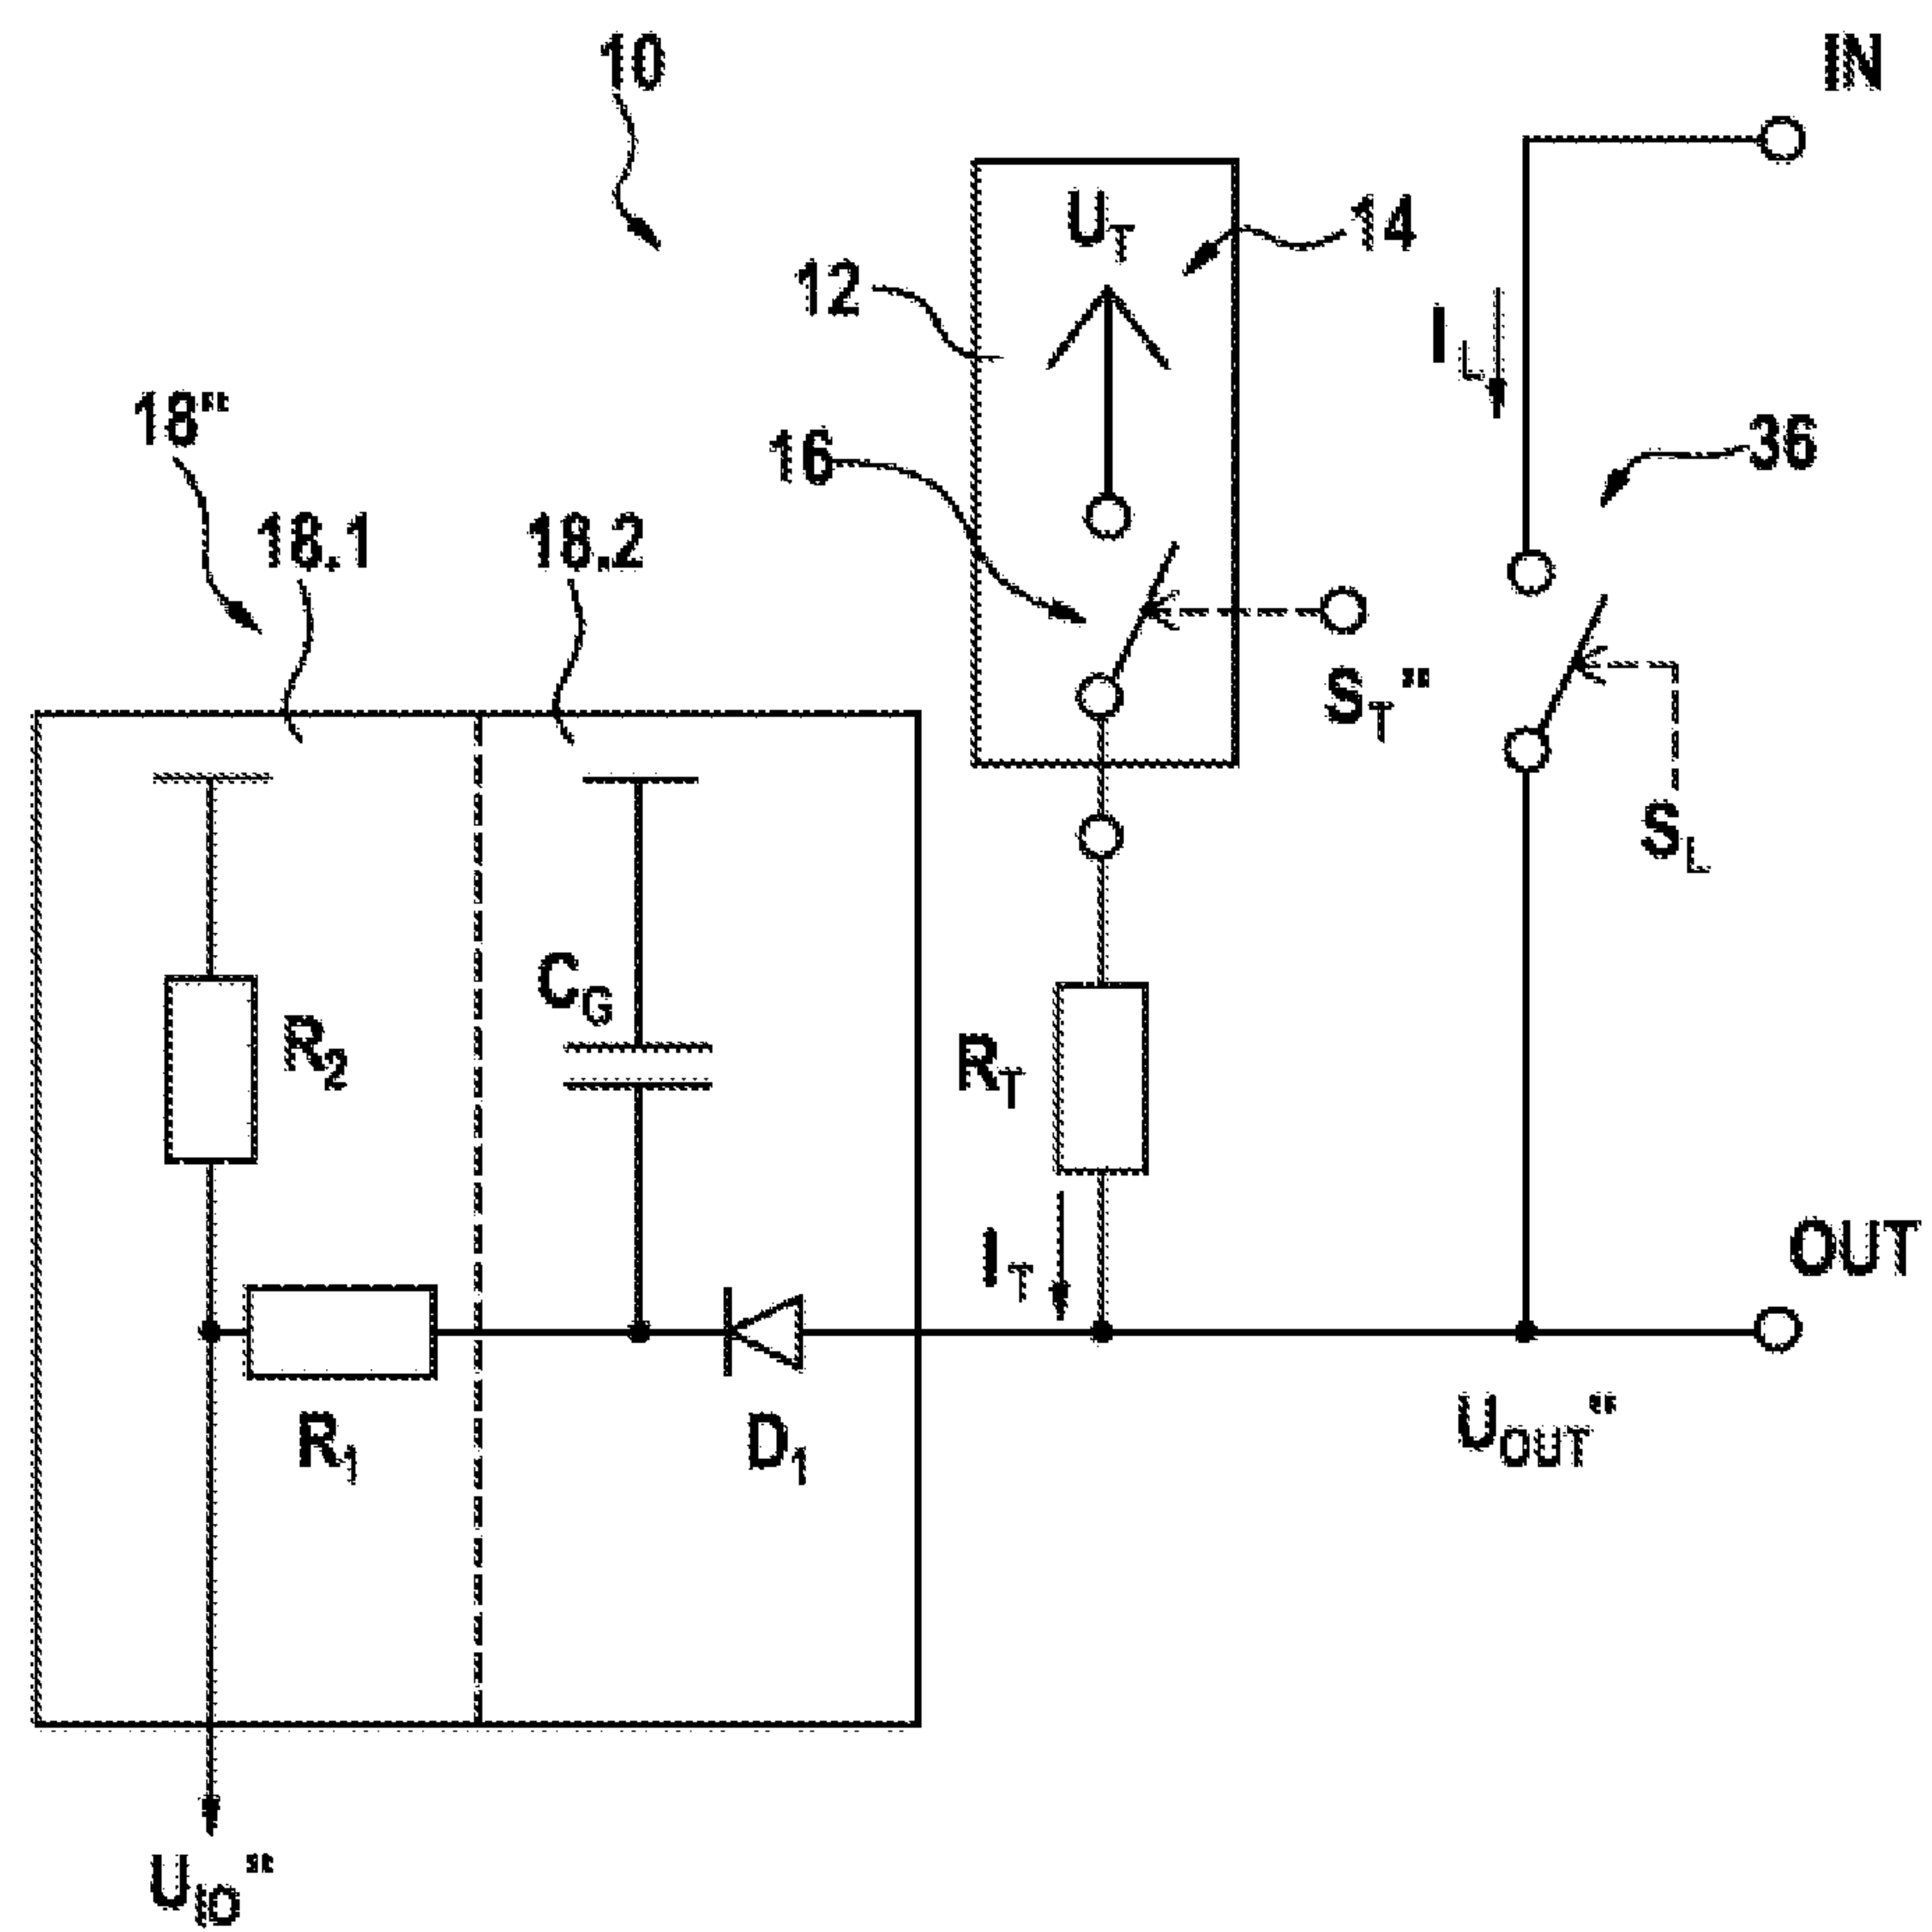 10
IN
U_T
14
12
I_L
18"
16
36
18.1
18.2
S_T"
S_L
C_G
R_2
R_T
I_T
OUT
R_1
D_1
U_OUT"
U_IO"